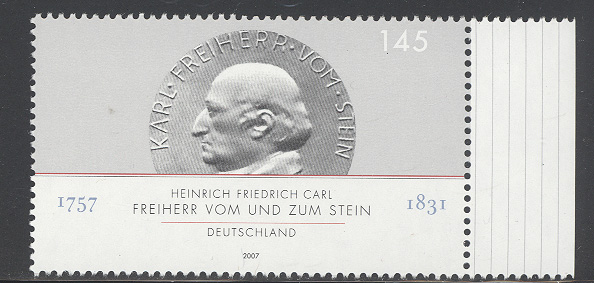 145
KARL · FREIHERR · VOM · STEIN
HEINRICH FRIEDRICH CARL
1757 FREIHERR VOM UND ZUM STEIN 1831
DEUTSCHLAND
2007